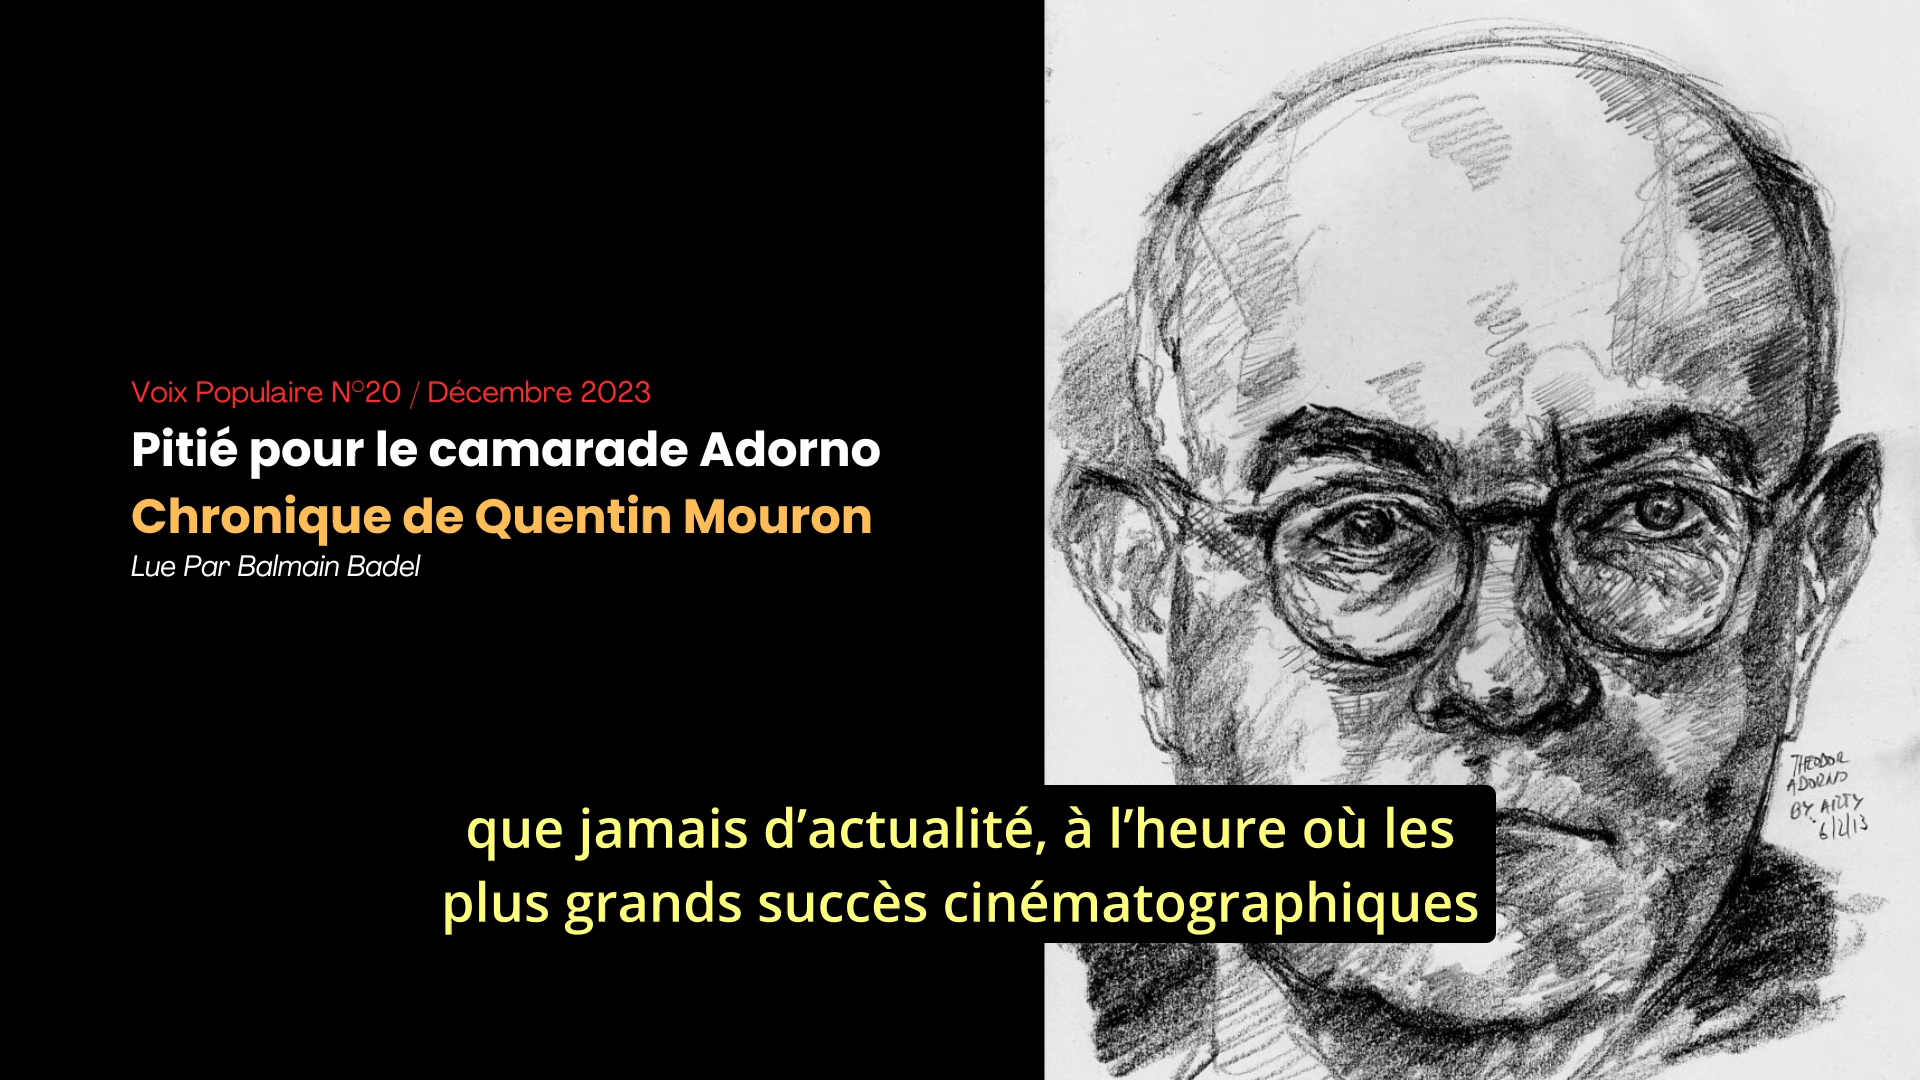 Voix Populaire N°20 / Décembre 2023
Pitié pour le camarade Adorno
Chronique de Quentin Mouron
Lue Par Balmain Badel
que jamais d’actualité, à l’heure où les
plus grands succès cinématographiques
THEODOR
ADORNO
BY ARTY
6/2/13